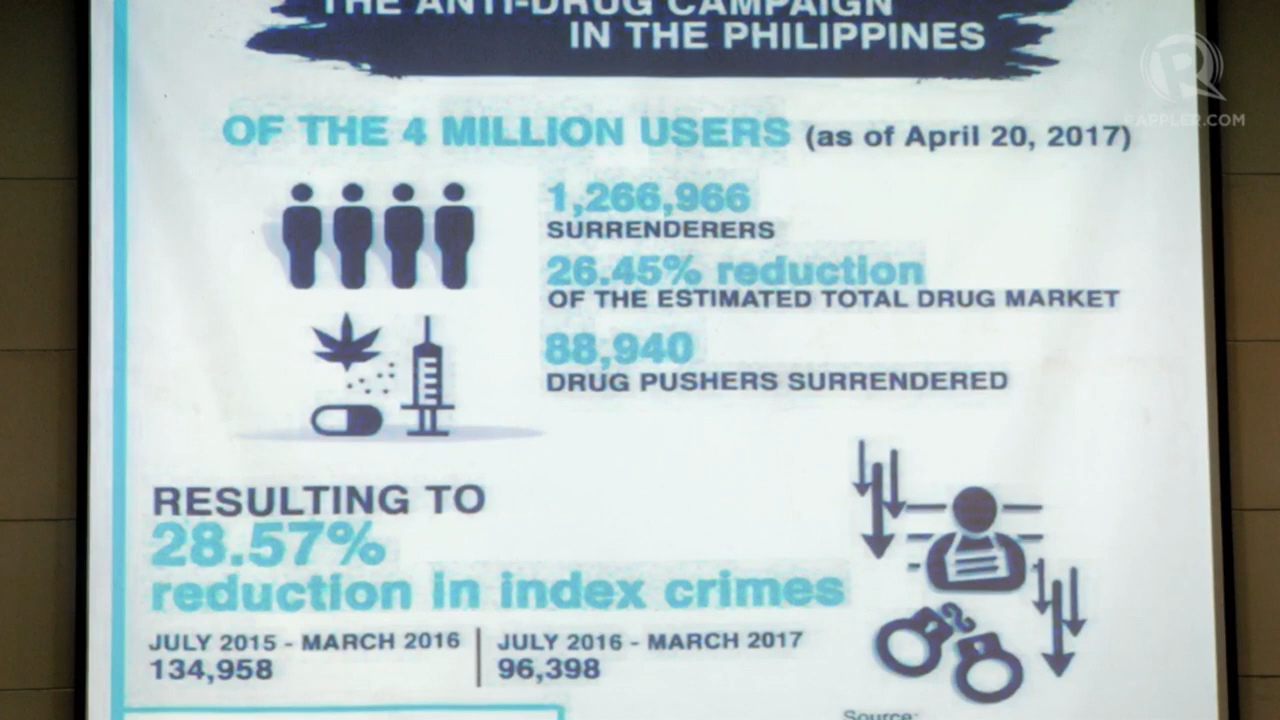 THE ANTI-DRUG CAMPAIGN
IN THE PHILIPPINES
RAPPLER.COM
OF THE 4 MILLION USERS (as of April 20, 2017)
1,266,966
SURRENDERERS
26.45% reduction
OF THE ESTIMATED TOTAL DRUG MARKET
88,940
DRUG PUSHERS SURRENDERED
RESULTING TO
28.57%
reduction in index crimes
JULY 2015 - MARCH 2016
134,958
JULY 2016 - MARCH 2017
96,398
Source: